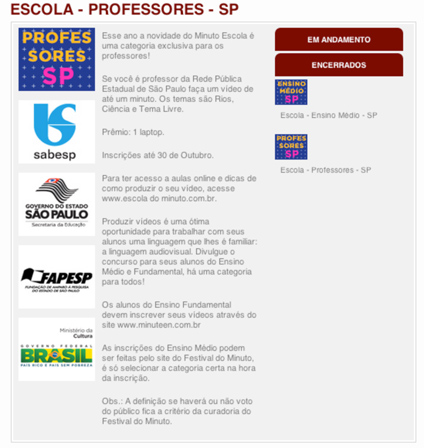 ESCOLA - PROFESSORES - SP
PROFES
SORES
SP
sabesp
GOVERNO DO ESTADO
SÃO PAULO
Secretaria da Educação
FAPESP
FUNDAÇÃO DE AMPARO À PESQUISA
DO ESTADO DE SÃO PAULO
Ministério da
Cultura
GOVERNO FEDERAL
BRASIL
PAÍS RICO É PAÍS SEM POBREZA
Esse ano a novidade do Minuto Escola é
uma categoria exclusiva para os
professores!
Se você é professor da Rede Pública
Estadual de São Paulo faça um vídeo de
até um minuto. Os temas são Rios,
Ciência e Tema Livre.
Prêmio: 1 laptop.
Inscrições até 30 de Outubro.
Para ter acesso a aulas online e dicas de
como produzir o seu vídeo, acesse
www.escola do minuto.com.br.
Produzir vídeos é uma ótima
oportunidade para trabalhar com seus
alunos uma linguagem que lhes é familiar:
a linguagem audiovisual. Divulgue o
concurso para seus alunos do Ensino
Médio e Fundamental, há uma categoria
para todos!
Os alunos do Ensino Fundamental
devem inscrever seus vídeos através do
site www.minuteen.com.br
As inscrições do Ensino Médio podem
ser feitas pelo site do Festival do Minuto,
é só selecionar a categoria certa na hora
da inscrição.
Obs.: A definição se haverá ou não voto
do público fica a critério da curadoria do
Festival do Minuto.
EM ANDAMENTO
ENCERRADOS
ENSINO
MÉDIO
SP
Escola - Ensino Médio - SP
PROFES
SORES
SP
Escola - Professores - SP